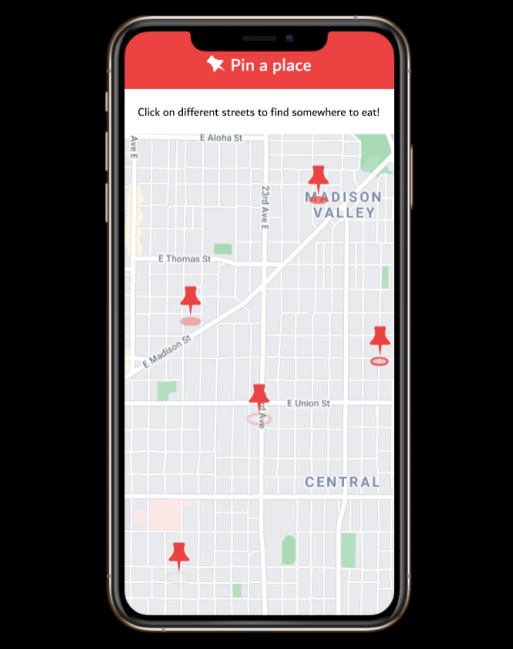 Pin a place
Click on different streets to find somewhere to eat!
E Aloha St
Ave E
23rd Ave E
MADISON
VALLEY
E Thomas St
E Madison St
E Union St
Ave
CENTRAL